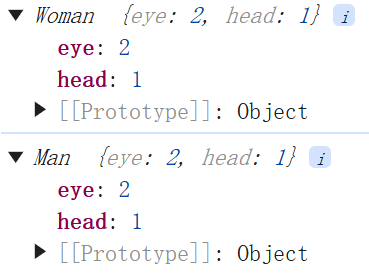 ▼ Woman {eye: 2, head: 1} i
eye: 2
head: 1
▶ [[Prototype]]: Object
▼ Man {eye: 2, head: 1} i
eye: 2
head: 1
▶ [[Prototype]]: Object